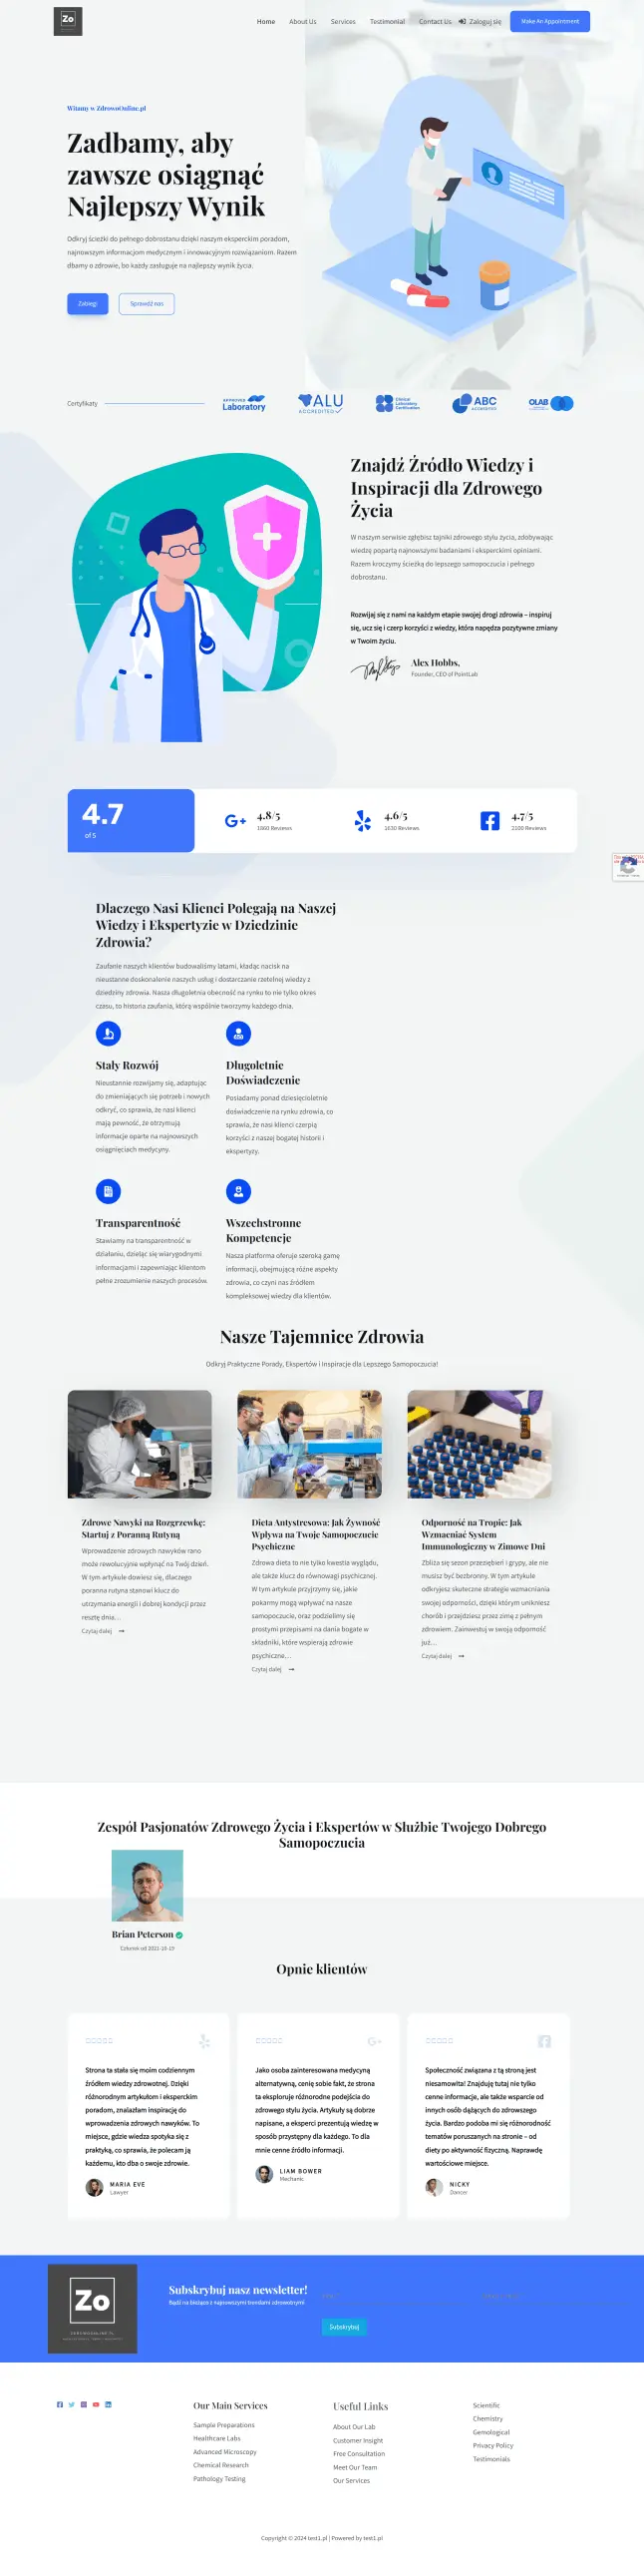 Zo
Home About Us Services Testimonial Contact Us Zaloguj się Make An Appointment
Witamy w ZdrowoOnline.pl
Zadbamy, aby
zawsze osiągnąć
Najlepszy Wynik
Odkryj ścieżki do pełnego dobrostanu dzięki naszym eksperckim poradom,
najnowszym informacjom medycznym i innowacyjnym rozwiązaniom. Razem
dbamy o zdrowie, bo każdy zasługuje na najlepszy wynik życia.
Zabiegi Sprawdź nas
Certyfikaty
APPROVED
Laboratory
ALU
ACCREDITED
Clinical
Laboratory
Certification
ABC
ACCREDITED
OLAB
Znajdź Źródło Wiedzy i
Inspiracji dla Zdrowego
Życia
W naszym serwisie zgłębisz tajniki zdrowego stylu życia, zdobywając
wiedzę popartą najnowszymi badaniami i eksperckimi opiniami.
Razem kroczymy ścieżką do lepszego samopoczucia i pełnego
dobrostanu.
Rozwijaj się z nami na każdym etapie swojej drogi zdrowia – inspiruj
się, ucz się i czerp korzyści z wiedzy, która napędza pozytywne zmiany
w Twoim życiu.
Alex Hobbs,
Founder, CEO of PointLab
4.7
of 5
4.8/5
1860 Reviews
4.6/5
1630 Reviews
4.7/5
2109 Reviews
Dlaczego Nasi Klienci Polegają na Naszej
Wiedzy i Ekspertyzie w Dziedzinie
Zdrowia?
Zaufanie naszych klientów budowaliśmy latami, kładąc nacisk na
nieustanne doskonalenie naszych usług i dostarczanie rzetelnej wiedzy z
dziedziny zdrowia. Nasza długoletnia obecność na rynku to nie tylko okres
czasu, to historia zaufania, którą wspólnie tworzymy każdego dnia.
Stały Rozwój
Nieustannie rozwijamy się, adaptując
do zmieniających się potrzeb i nowych
odkryć, co sprawia, że nasi klienci
mają pewność, że otrzymują
informacje oparte na najnowszych
osiągnięciach medycyny.
Długoletnie
Doświadczenie
Posiadamy ponad dziesięcioletnie
doświadczenie na rynku zdrowia, co
sprawia, że nasi klienci czerpią
korzyści z naszej bogatej historii i
ekspertyzy.
Transparentność
Stawiamy na transparentność w
działaniu, dzieląc się wiarygodnymi
informacjami i zapewniając klientom
pełne zrozumienie naszych procesów.
Wszechstronne
Kompetencje
Nasza platforma oferuje szeroką gamę
informacji, obejmującą różne aspekty
zdrowia, co czyni nas źródłem
kompleksowej wiedzy dla klientów.
Nasze Tajemnice Zdrowia
Odkryj Praktyczne Porady, Ekspertów i Inspiracje dla Lepszego Samopoczucia!
Zdrowe Nawyki na Rozgrzewkę:
Startuj z Poranną Rutyną
Wprowadzenie zdrowych nawyków rano
może rewolucyjnie wpłynąć na Twój dzień.
W tym artykule dowiesz się, dlaczego
poranna rutyna stanowi klucz do
utrzymania energii i dobrej kondycji przez
resztę dnia…
Czytaj dalej
Dieta Antystresowa: Jak Żywność
Wpływa na Twoje Samopoczucie
Psychiczne
Zdrowa dieta to nie tylko kwestia wyglądu,
ale także klucz do równowagi psychicznej.
W tym artykule przyjrzymy się, jakie
pokarmy mogą wpływać na nasze
samopoczucie, oraz podzielimy się
prostymi przepisami na dania bogate w
składniki, które wspierają zdrowie
psychiczne…
Czytaj dalej
Odporność na Tropie: Jak
Wzmacniać System
Immunologiczny w Zimowe Dni
Zbliża się sezon przeziębień i grypy, ale nie
musisz być bezbronny. W tym artykule
odkryjesz skuteczne strategie wzmacniania
swojej odporności, dzięki którym unikniesz
chorób i przejdziesz przez zimę z pełnym
zdrowiem. Zainwestuj w swoją odporność
już…
Czytaj dalej
Zespół Pasjonatów Zdrowego Życia i Ekspertów w Służbie Twojego Dobrego
Samopoczucia
Brian Peterson
Członek od 2021-10-19
Opnie klientów
Strona ta stała się moim codziennym
źródłem wiedzy zdrowotnej. Dzięki
różnorodnym artykułom i eksperckim
poradom, znalazłam inspirację do
wprowadzenia zdrowych nawyków. To
miejsce, gdzie wiedza spotyka się z
praktyką, co sprawia, że polecam ją
każdemu, kto dba o swoje zdrowie.
MARIA EVE
Lawyer
Jako osoba zainteresowana medycyną
alternatywną, cenię sobie fakt, że strona
ta eksploruje różnorodne podejścia do
zdrowego stylu życia. Artykuły są dobrze
napisane, a eksperci prezentują wiedzę w
sposób przystępny dla każdego. To dla
mnie cenne źródło informacji.
LIAM BOWER
Mechanic
Społeczność związana z tą stroną jest
niesamowita! Znajduję tutaj nie tylko
cenne informacje, ale także wsparcie od
innych osób dążących do zdrowszego
życia. Bardzo podoba mi się różnorodność
tematów poruszanych na stronie – od
diety po aktywność fizyczną. Naprawdę
wartościowe miejsce.
NICKY
Dancer
Zo
Subskrybuj nasz newsletter!
Bądź na bieżąco z najnowszymi trendami zdrowotnymi
Subskrybuj
Our Main Services
Sample Preparations
Healthcare Labs
Advanced Microscopy
Chemical Research
Pathology Testing
Useful Links
About Our Lab
Customer Insight
Free Consultation
Meet Our Team
Our Services
Scientific
Chemistry
Gemological
Privacy Policy
Testimonials
Copyright © 2024 test1.pl | Powered by test1.pl